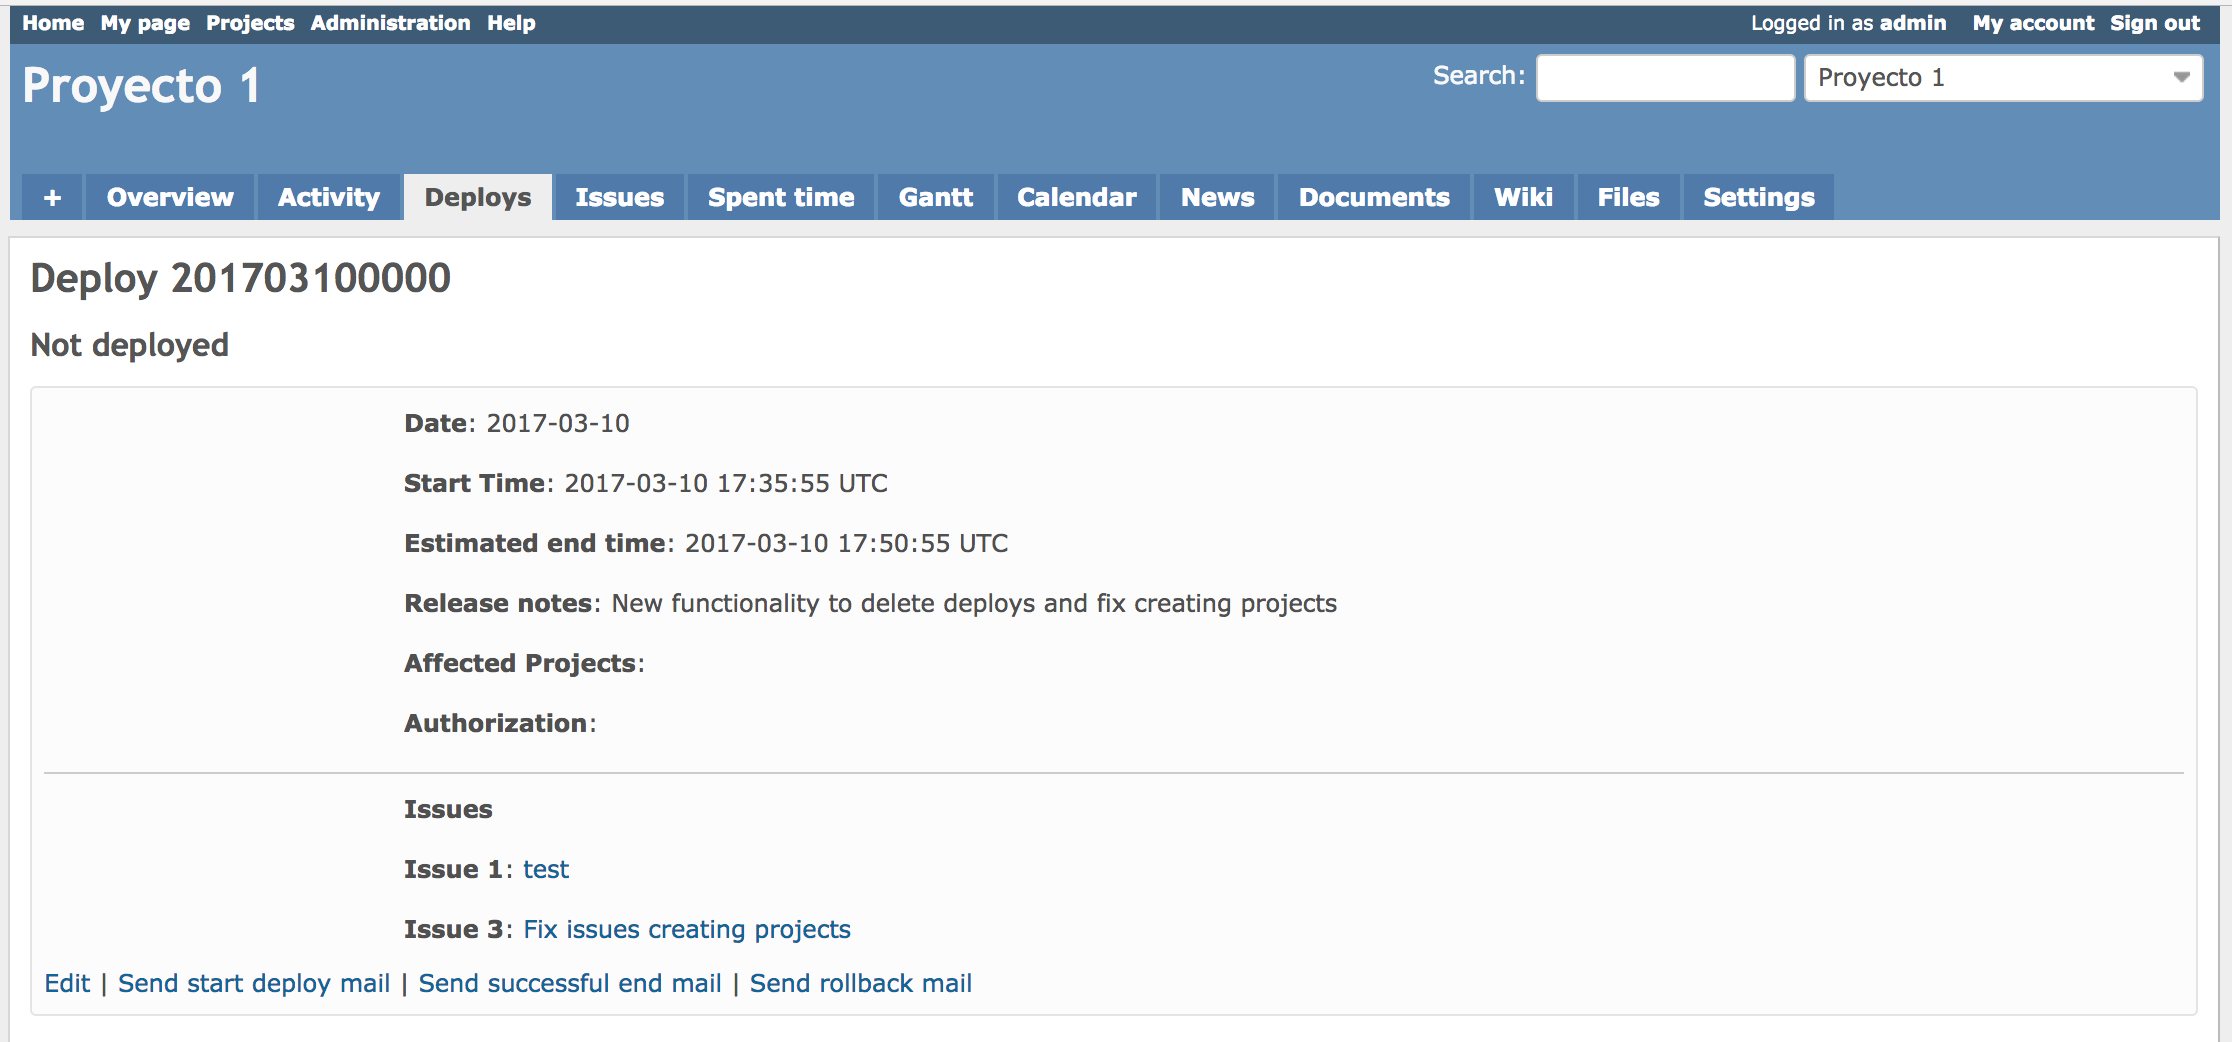 Home My page Projects Administration Help Logged in as admin My account Sign out
Proyecto 1 Search: Proyecto 1
+ Overview Activity Deploys Issues Spent time Gantt Calendar News Documents Wiki Files Settings
Deploy 201703100000
Not deployed
Date: 2017-03-10
Start Time: 2017-03-10 17:35:55 UTC
Estimated end time: 2017-03-10 17:50:55 UTC
Release notes: New functionality to delete deploys and fix creating projects
Affected Projects:
Authorization:
Issues
Issue 1: test
Issue 3: Fix issues creating projects
Edit | Send start deploy mail | Send successful end mail | Send rollback mail